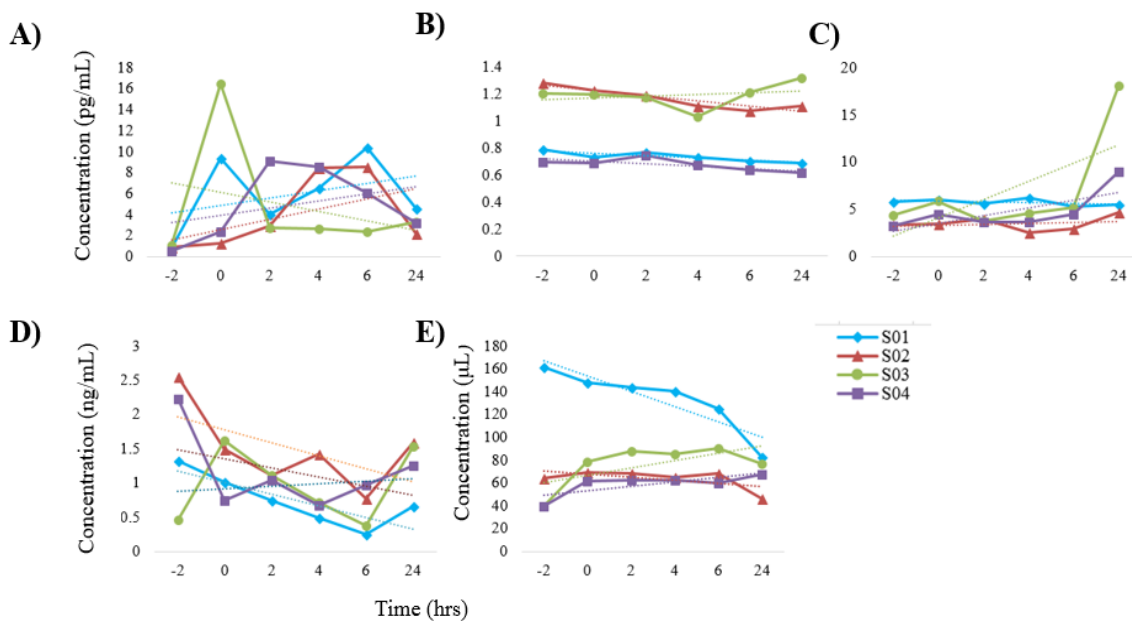 A)
Concentration (pg/mL)
18
16
14
12
10
8
6
4
2
0
-2 0 2 4 6 24
B)
1.4
1.2
1
0.8
0.6
0.4
0.2
0
-2 0 2 4 6 24
C)
20
15
10
5
0
-2 0 2 4 6 24
D)
Concentration (ng/mL)
3
2.5
2
1.5
1
0.5
0
-2 0 2 4 6 24
E)
Concentration (µL)
180
160
140
120
100
80
60
40
20
0
-2 0 2 4 6 24
S01
S02
S03
S04
Time (hrs)